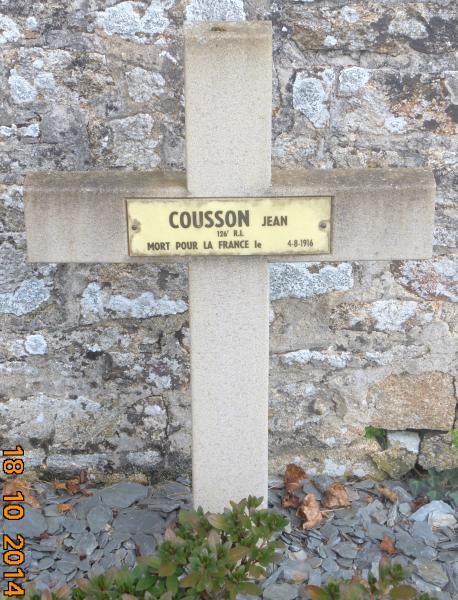 COUSSON JEAN
126e R.I.
MORT POUR LA FRANCE le 4-8-1916
18 10 2014